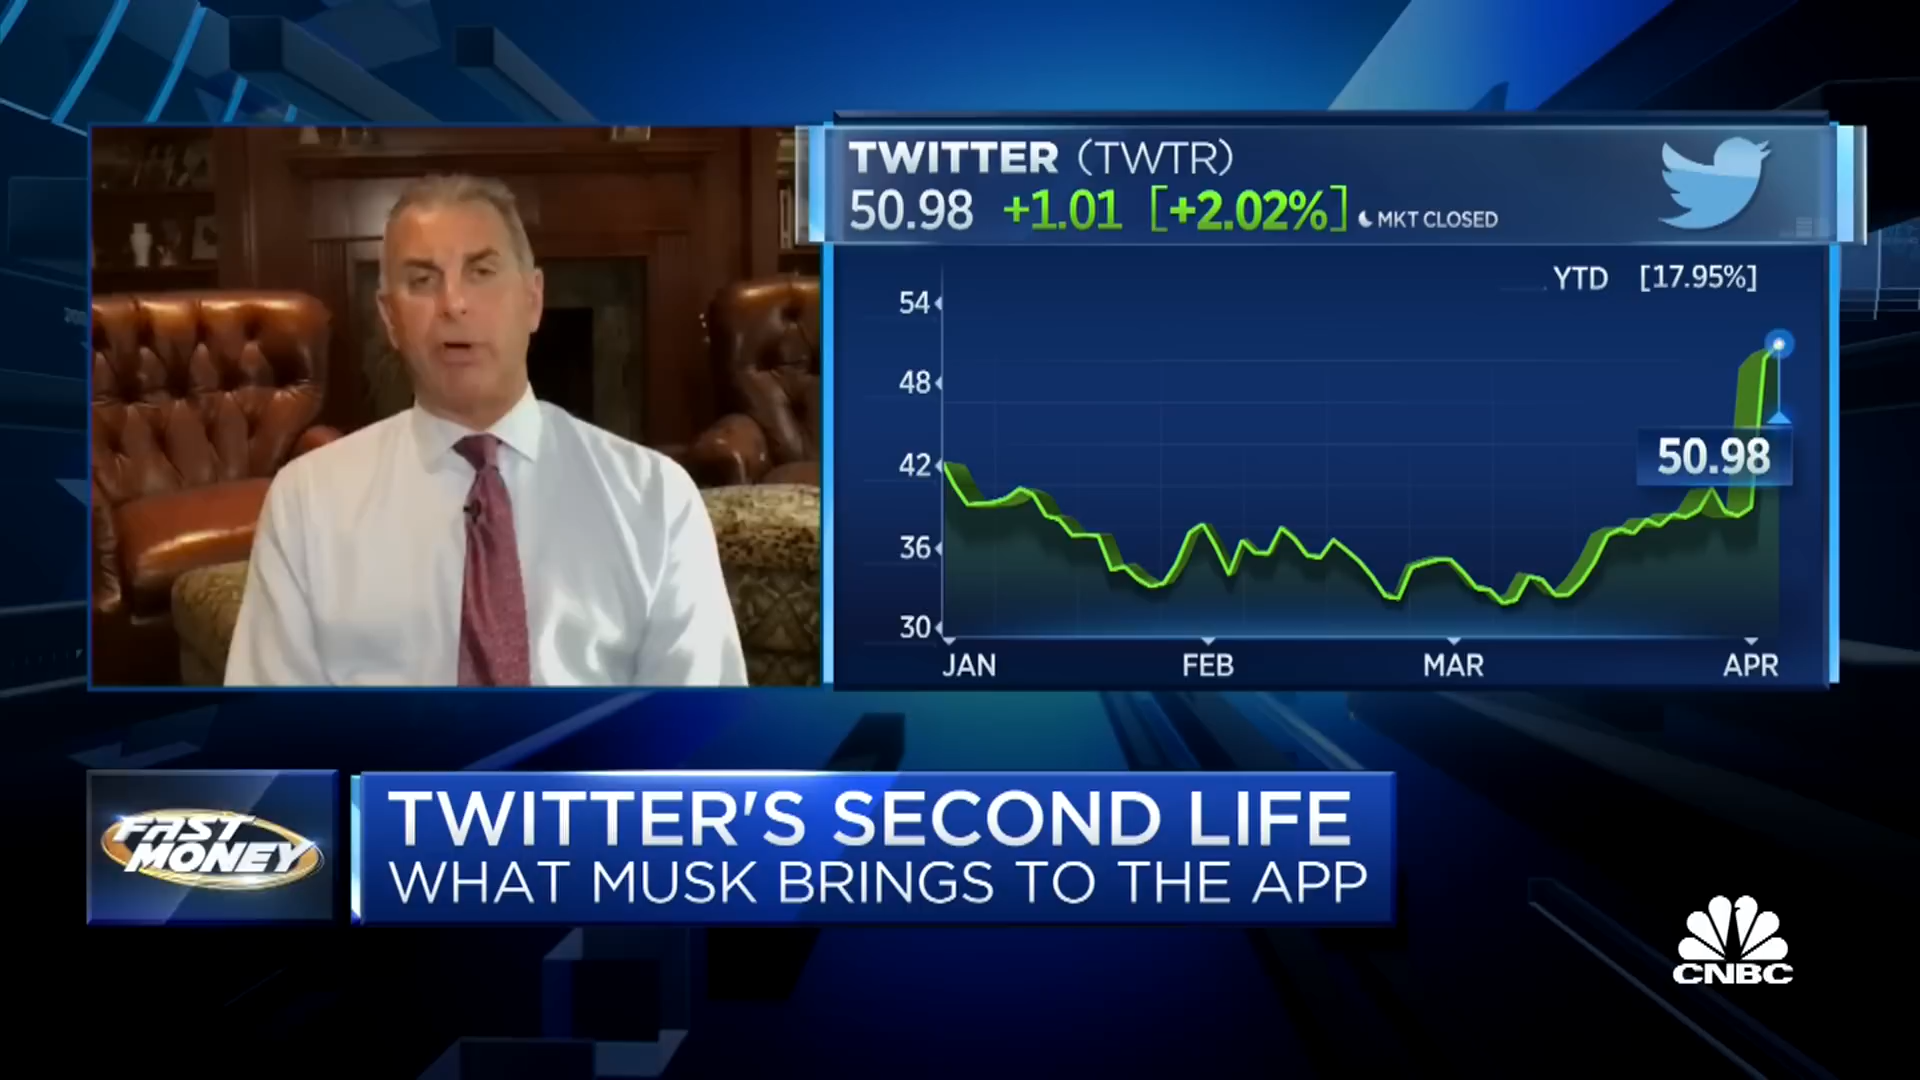 TWITTER (TWTR)
50.98 +1.01 [+2.02%] MKT CLOSED
YTD [17.95%]
54
48
42
36
30
50.98
JAN FEB MAR APR
FAST
MONEY
TWITTER'S SECOND LIFE
WHAT MUSK BRINGS TO THE APP
CNBC